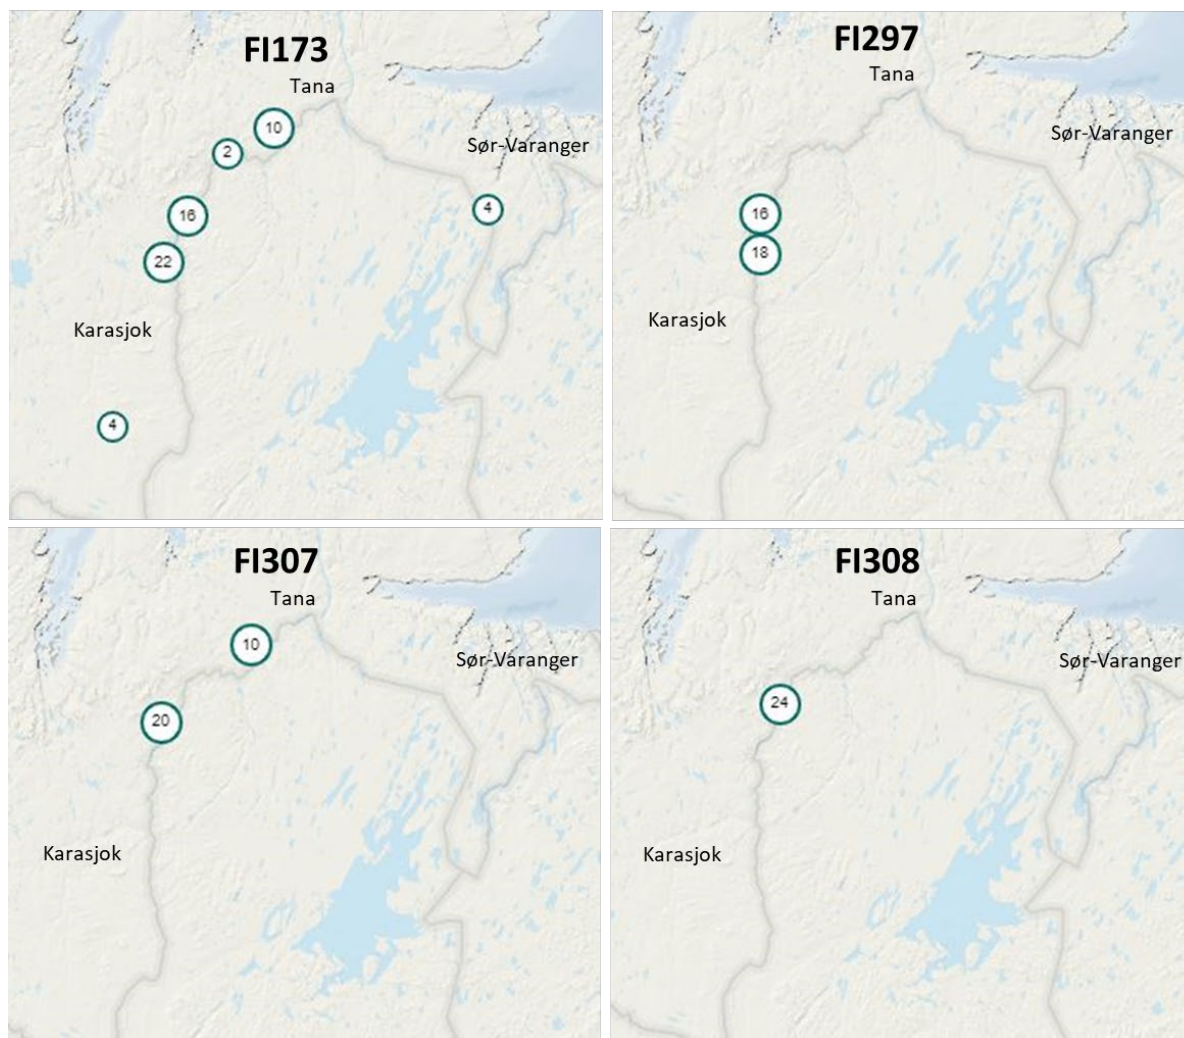 FI173
Tana
10
2
Sør-Varanger
16
4
22
Karasjok
4
FI297
Tana
Sør-Varanger
16
18
Karasjok
FI307
Tana
10
Sør-Varanger
20
Karasjok
FI308
Tana
Sør-Varanger
24
Karasjok